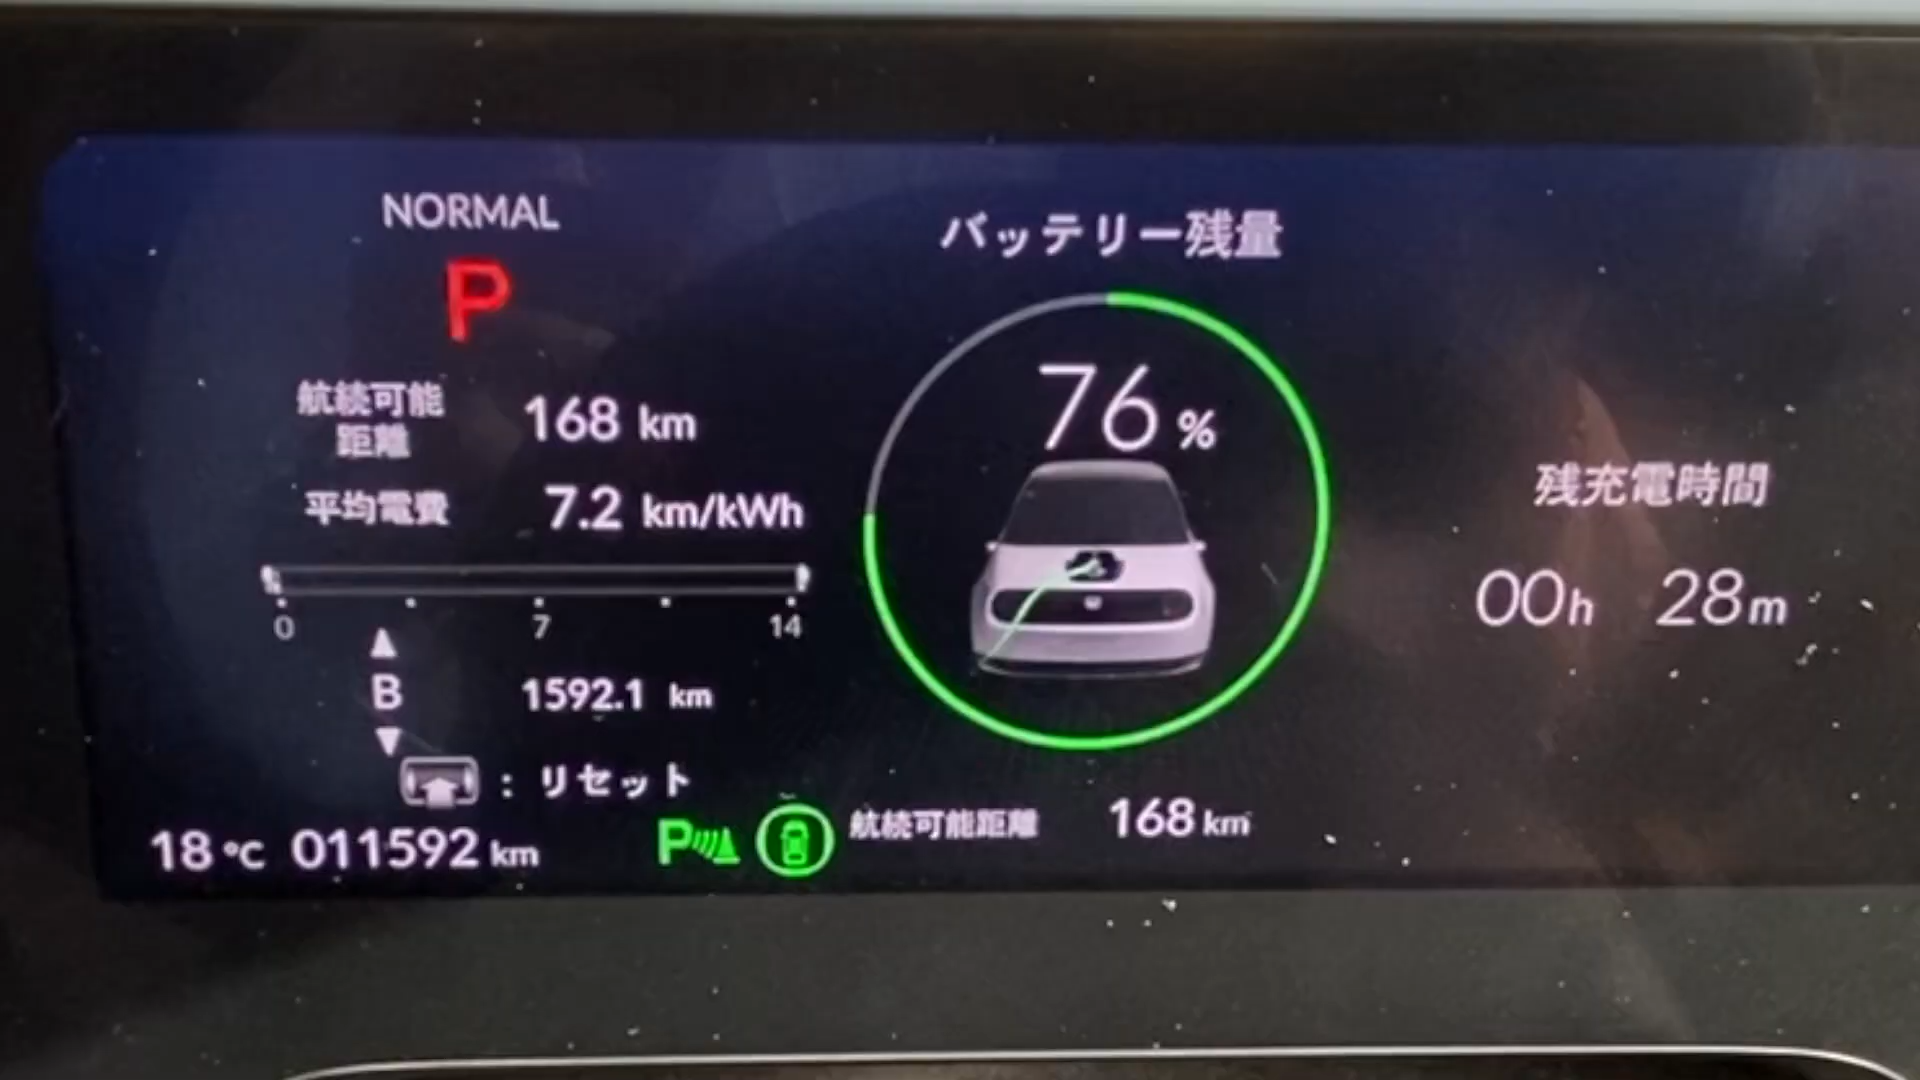 NORMAL
P
航続可能
距離
168 km
平均電費 7.2 km/kWh
0 7 14
B 1592.1 km
: リセット
18 °C 011592 km
バッテリー残量
76 %
P
航続可能距離 168 km
残充電時間
00h 28m